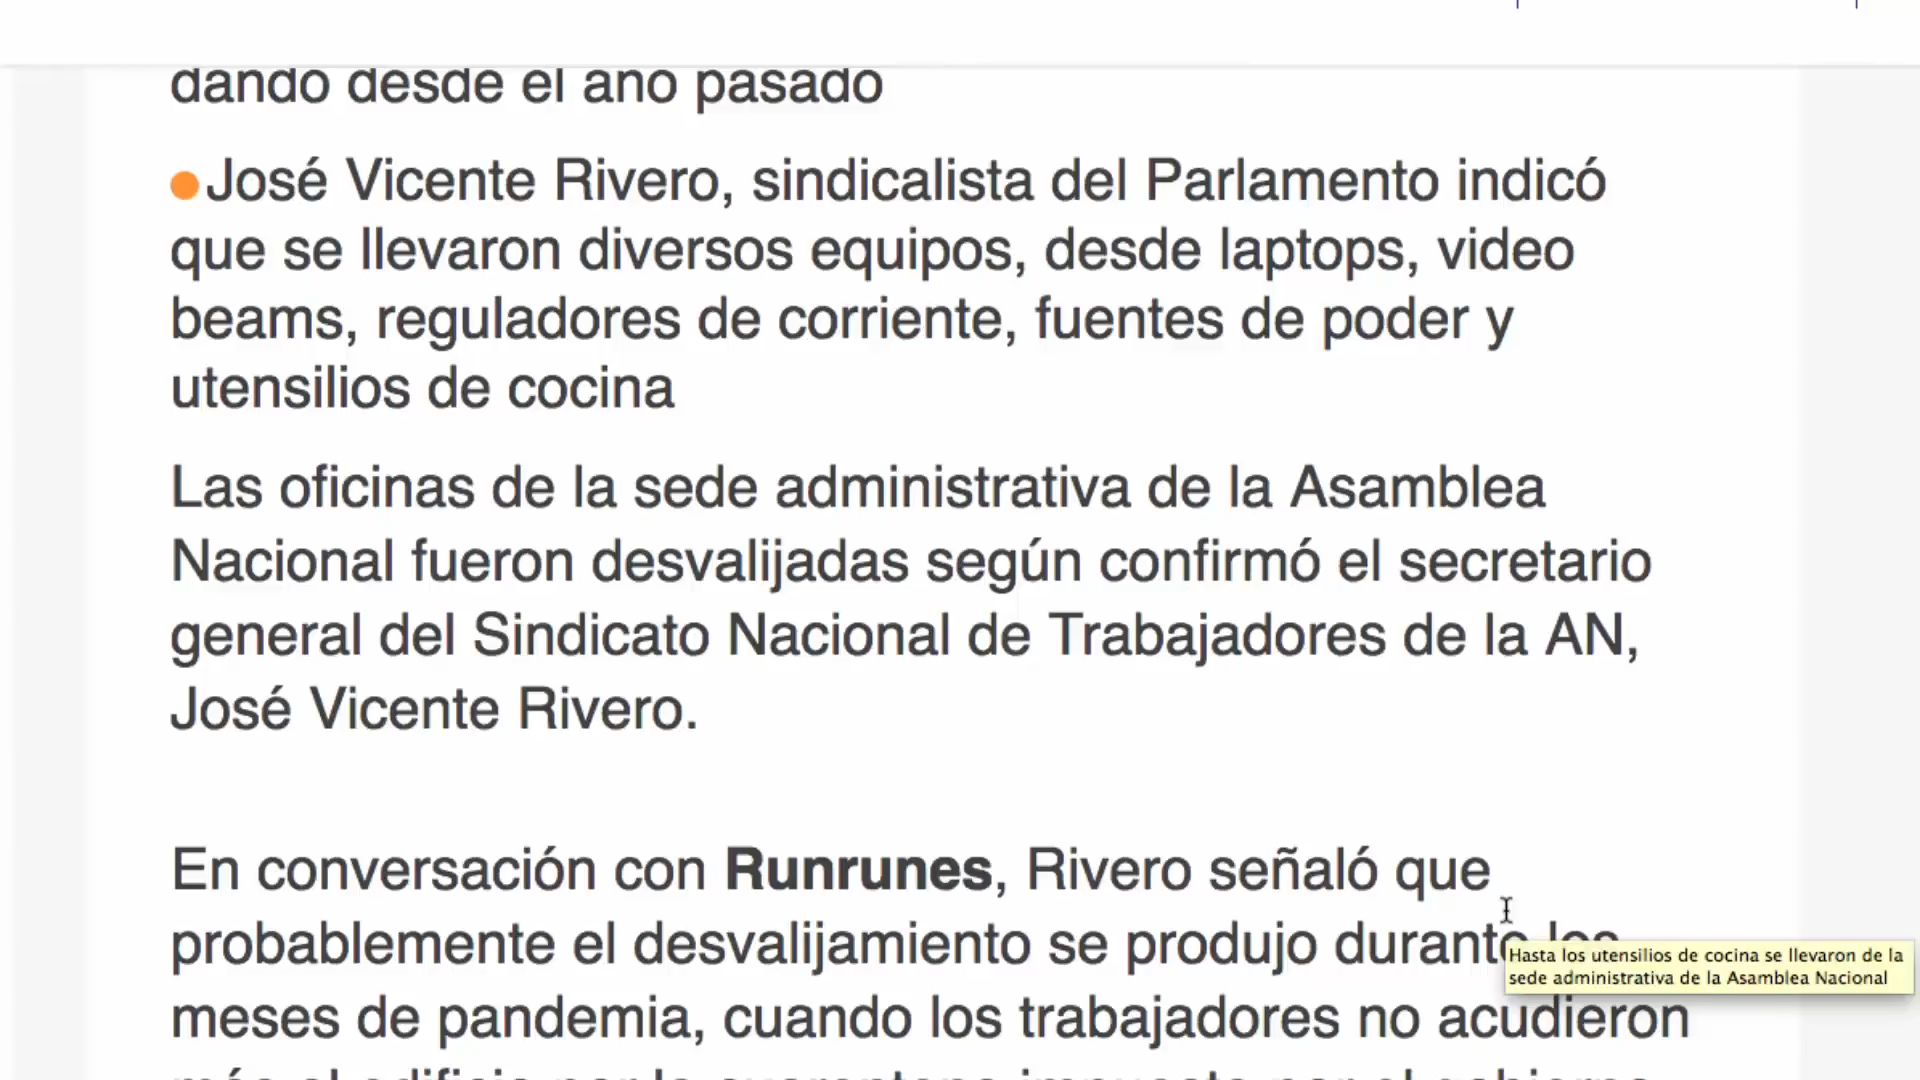 dando desde el año pasado
José Vicente Rivero, sindicalista del Parlamento indicó
que se llevaron diversos equipos, desde laptops, video
beams, reguladores de corriente, fuentes de poder y
utensilios de cocina
Las oficinas de la sede administrativa de la Asamblea
Nacional fueron desvalijadas según confirmó el secretario
general del Sindicato Nacional de Trabajadores de la AN,
José Vicente Rivero.
En conversación con Runrunes, Rivero señaló que
probablemente el desvalijamiento se produjo durante los
Hasta los utensilios de cocina se llevaron de la
sede administrativa de la Asamblea Nacional
meses de pandemia, cuando los trabajadores no acudieron